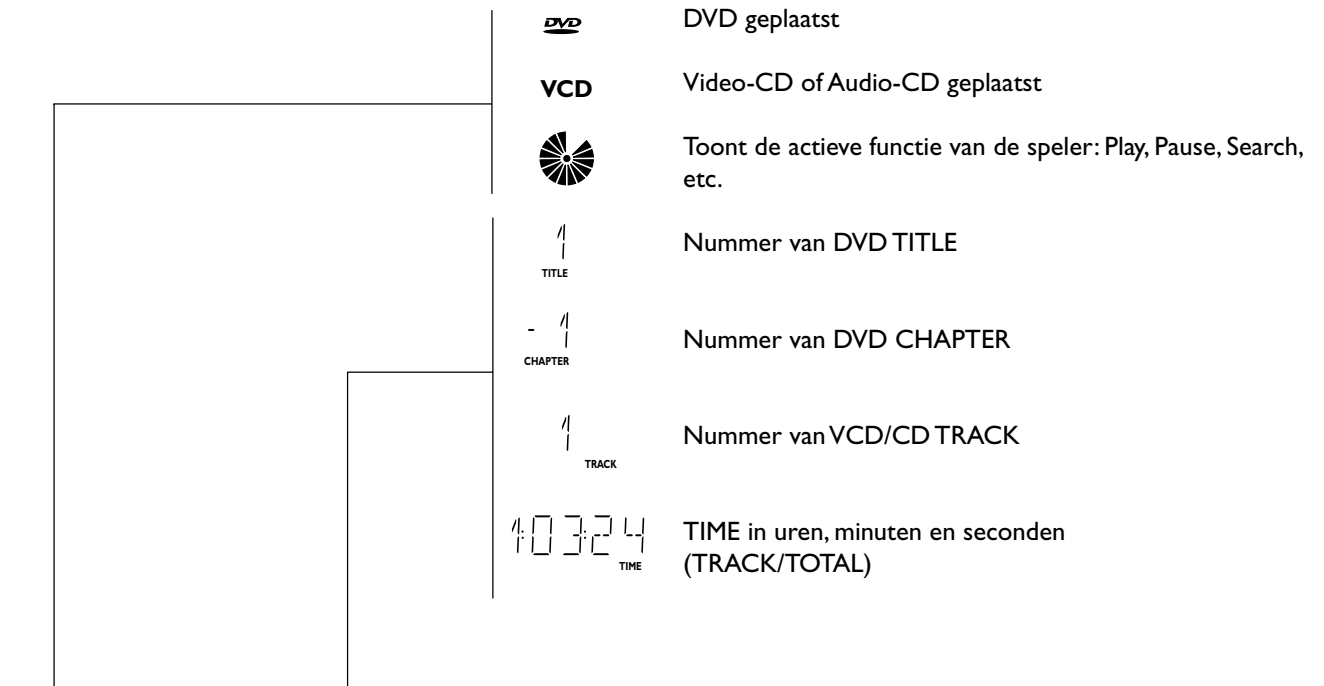 DVD DVD geplaatst
VCD Video-CD of Audio-CD geplaatst
Toont de actieve functie van de speler: Play, Pause, Search,
etc.
1 Nummer van DVD TITLE
TITLE
- 1 Nummer van DVD CHAPTER
CHAPTER
1 Nummer van VCD/CD TRACK
TRACK
1:03:24 TIME in uren, minuten en seconden
TIME (TRACK/TOTAL)